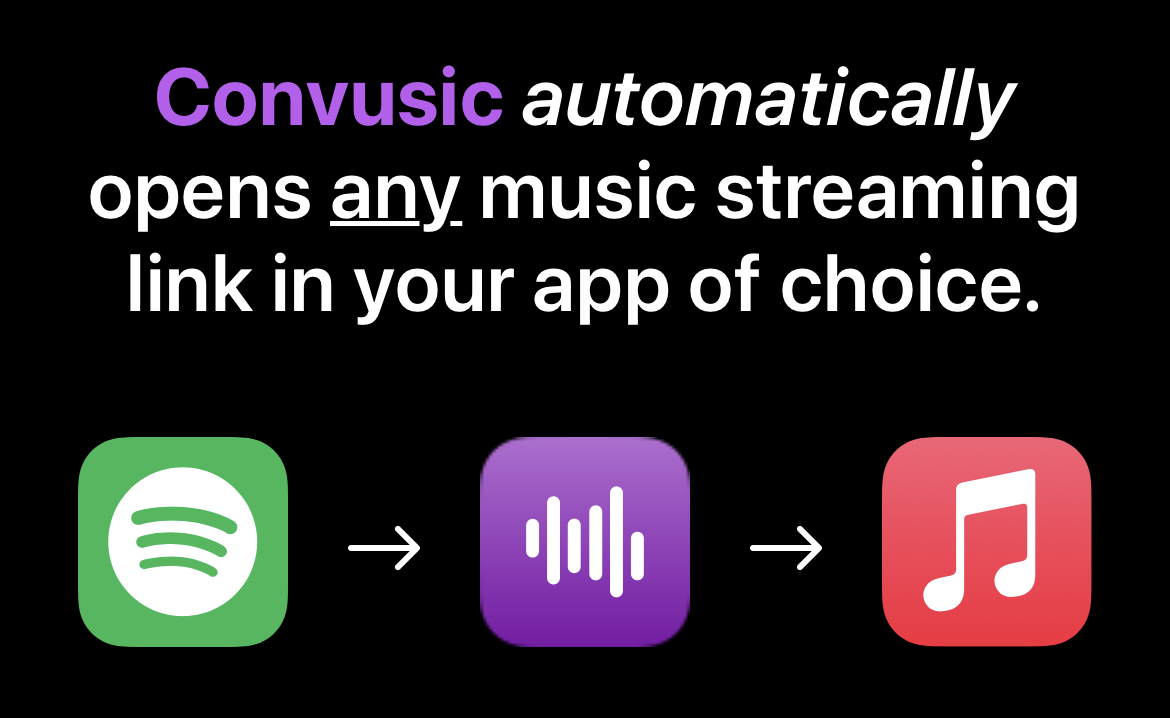 Convusic automatically
opens any music streaming
link in your app of choice.